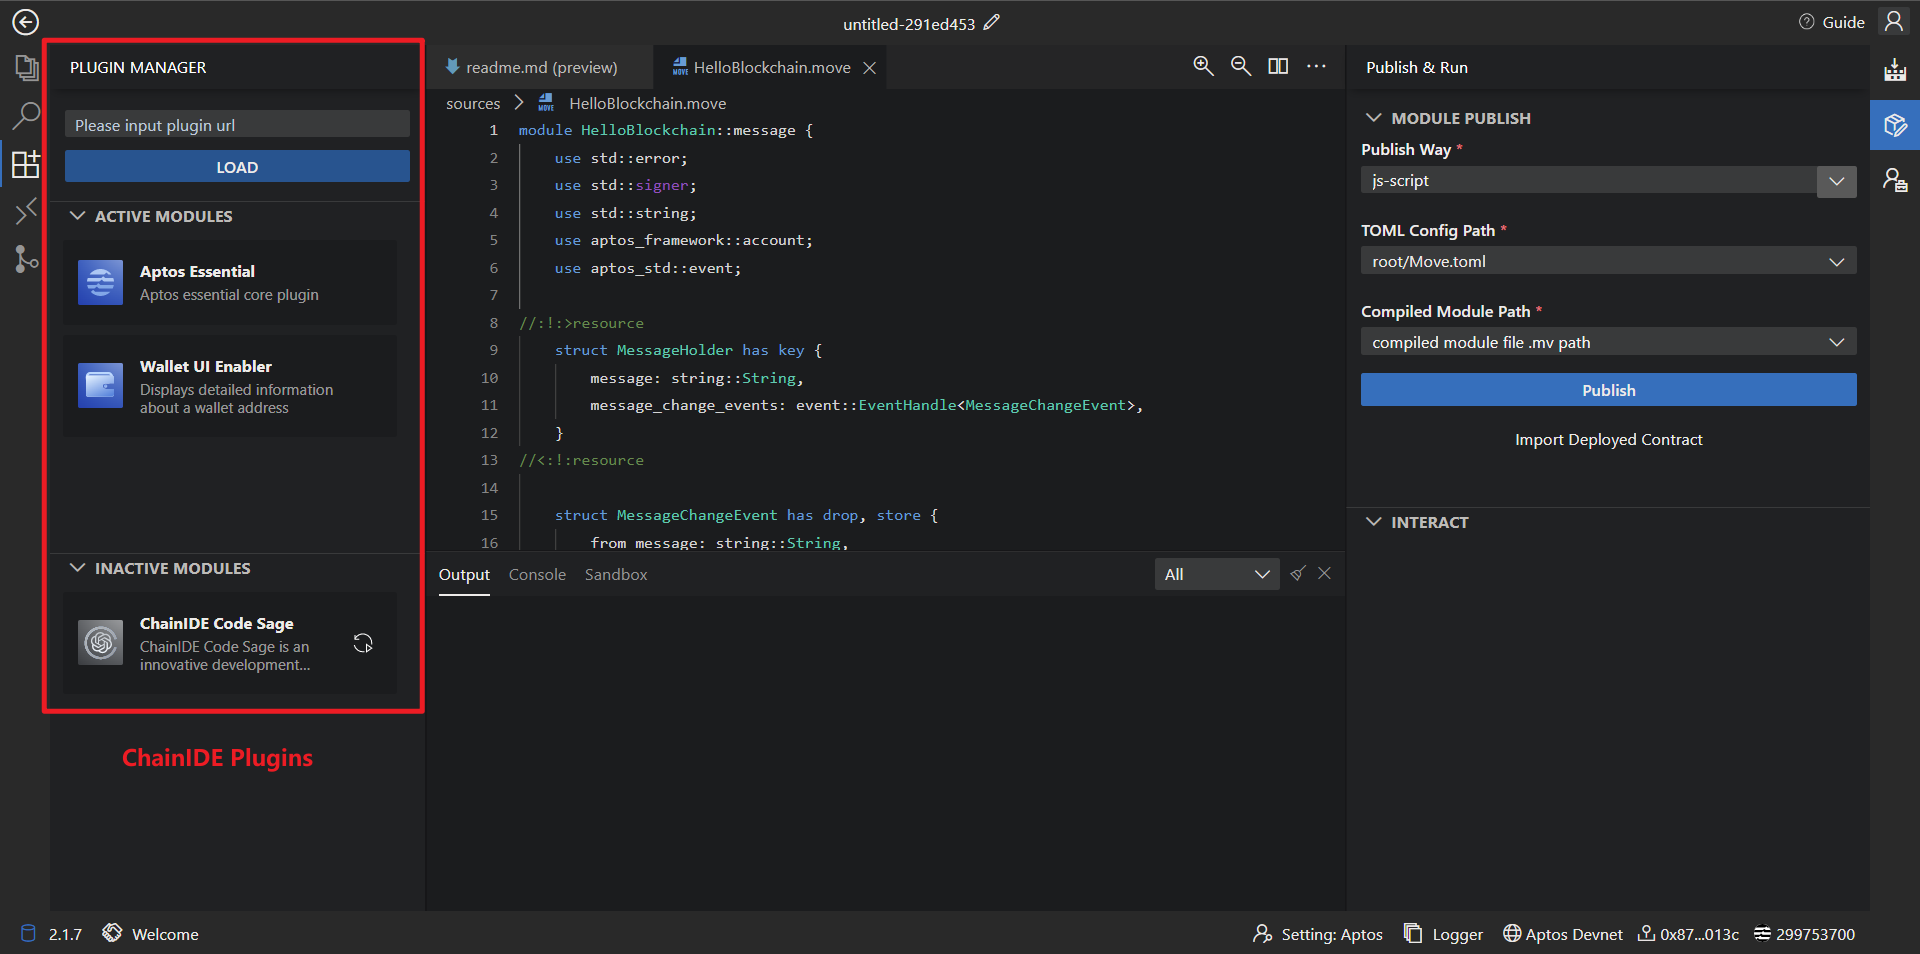 untitled-291ed453
Guide
PLUGIN MANAGER
Please input plugin url
LOAD
ACTIVE MODULES
Aptos Essential
Aptos essential core plugin
Wallet UI Enabler
Displays detailed information
about a wallet address
INACTIVE MODULES
ChainIDE Code Sage
ChainIDE Code Sage is an
innovative development...
ChainIDE Plugins
readme.md (preview)
MOVE HelloBlockchain.move
sources > MOVE HelloBlockchain.move
1 module HelloBlockchain::message {
2 use std::error;
3 use std::signer;
4 use std::string;
5 use aptos_framework::account;
6 use aptos_std::event;
7
8 //:!:>resource
9 struct MessageHolder has key {
10 message: string::String,
11 message_change_events: event::EventHandle<MessageChangeEvent>,
12 }
13 //<:!:resource
14
15 struct MessageChangeEvent has drop, store {
16 from_message: string::String,
Output Console Sandbox
All
Publish & Run
MODULE PUBLISH
Publish Way *
js-script
TOML Config Path *
root/Move.toml
Compiled Module Path *
compiled module file .mv path
Publish
Import Deployed Contract
INTERACT
2.1.7 Welcome
Setting: Aptos Logger Aptos Devnet 0x87...013c 299753700